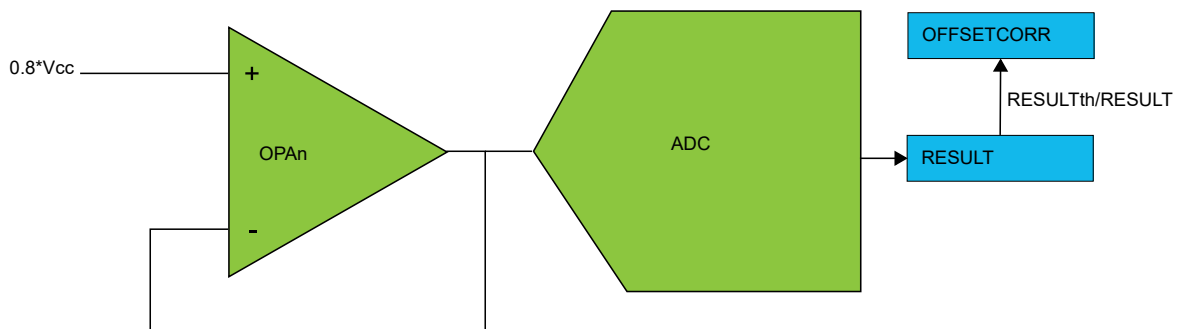 OFFSETCORR
0.8*Vcc
+
RESULTth/RESULT
OPAn
ADC
RESULT
-